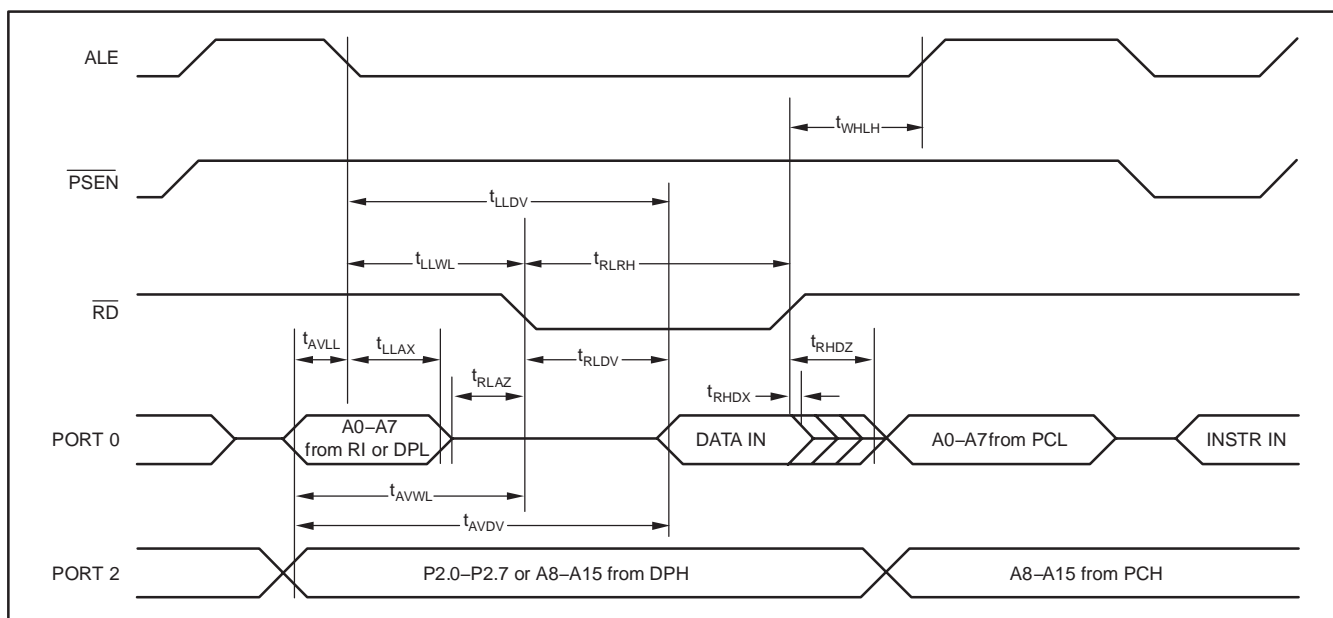 ALE
tWHLH
PSEN
tLLDV
tLLWL
tRLRH
RD
tAVLL
tLLAX
tRLAZ
tRLDV
tRHDZ
tRHDX
PORT 0
A0–A7
from RI or DPL
DATA IN
A0–A7from PCL
INSTR IN
tAVWL
tAVDV
PORT 2
P2.0–P2.7 or A8–A15 from DPH
A8–A15 from PCH